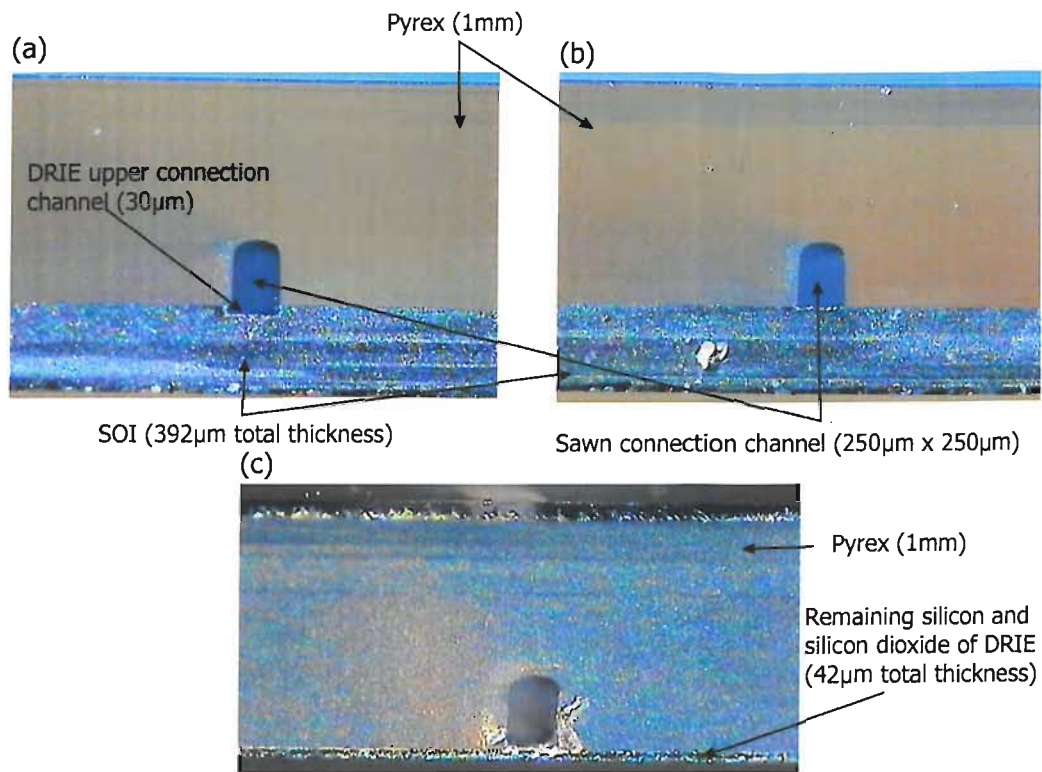 Pyrex (1mm)
(a)
(b)
DRIE upper connection
channel (30µm)
SOI (392µm total thickness)
Sawn connection channel (250µm x 250µm)
(c)
Pyrex (1mm)
Remaining silicon and
silicon dioxide of DRIE
(42µm total thickness)